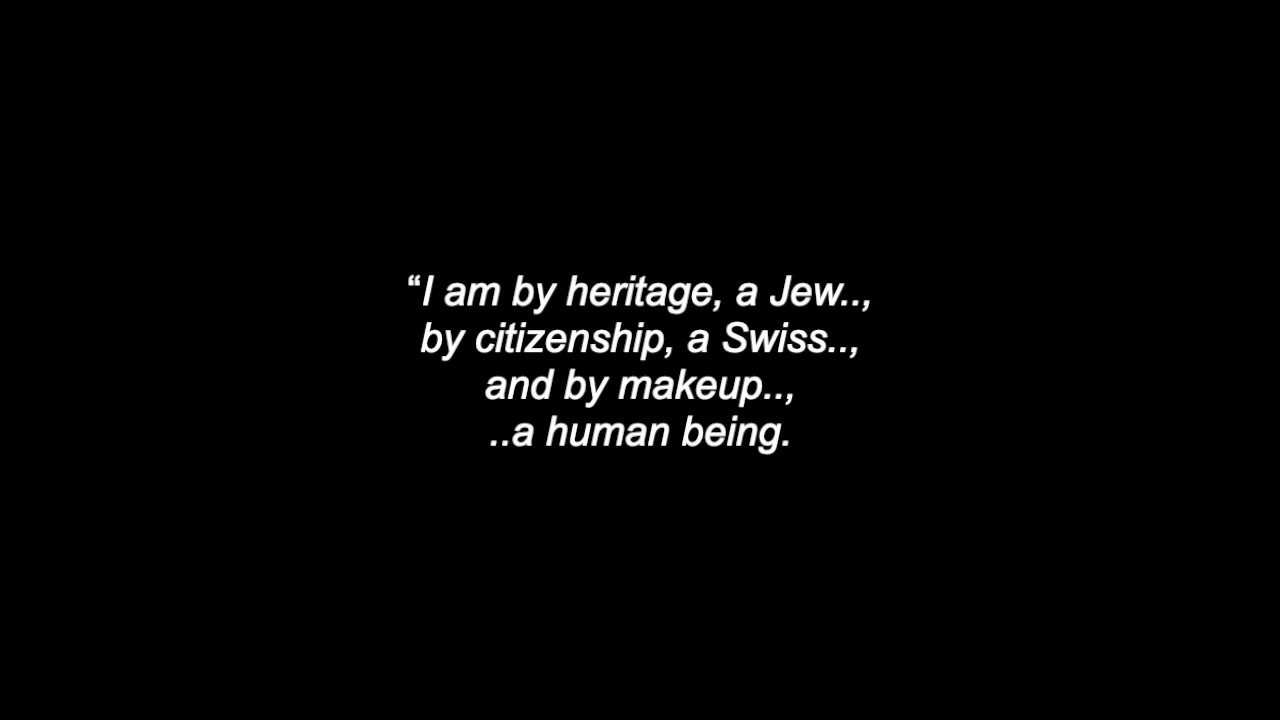 “I am by heritage, a Jew..,
by citizenship, a Swiss..,
and by makeup..,
..a human being.